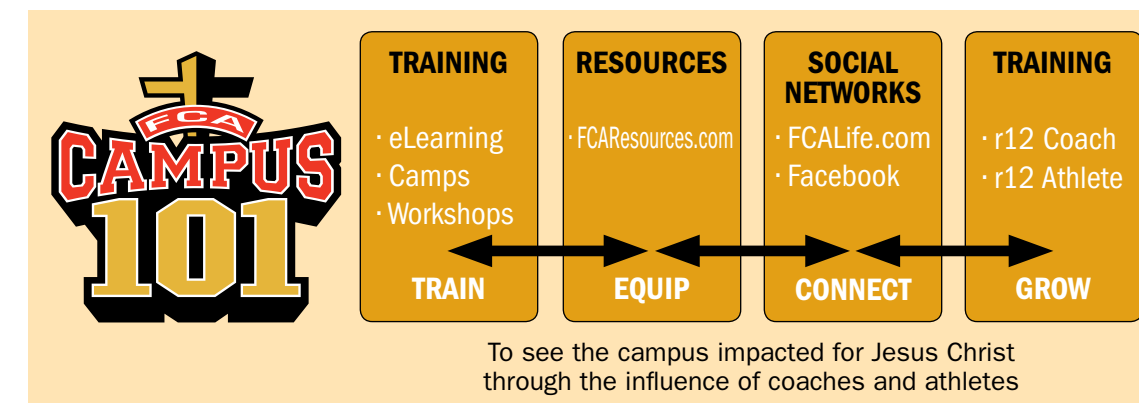 FCA
CAMPUS
101
TRAINING
· eLearning
· Camps
· Workshops
TRAIN
RESOURCES
· FCAResources.com
EQUIP
SOCIAL
NETWORKS
· FCALife.com
· Facebook
CONNECT
TRAINING
· r12 Coach
· r12 Athlete
GROW
To see the campus impacted for Jesus Christ
through the influence of coaches and athletes